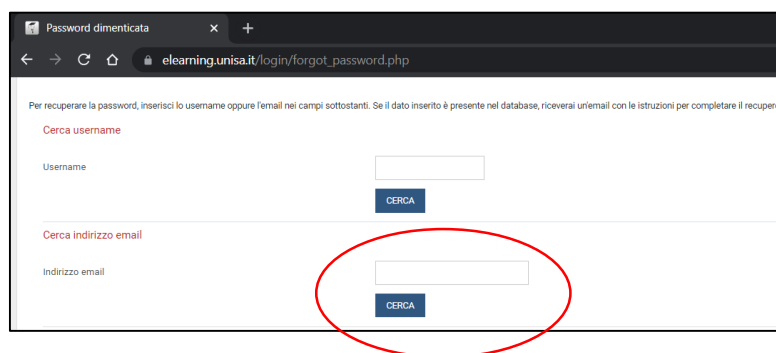 Password dimenticata
elearning.unisa.it/login/forgot_password.php
Per recuperare la password, inserisci lo username oppure l'email nei campi sottostanti. Se il dato inserito è presente nel database, riceverai un'email con le istruzioni per completare il recuper
Cerca username
Username
CERCA
Cerca indirizzo email
Indirizzo email
CERCA